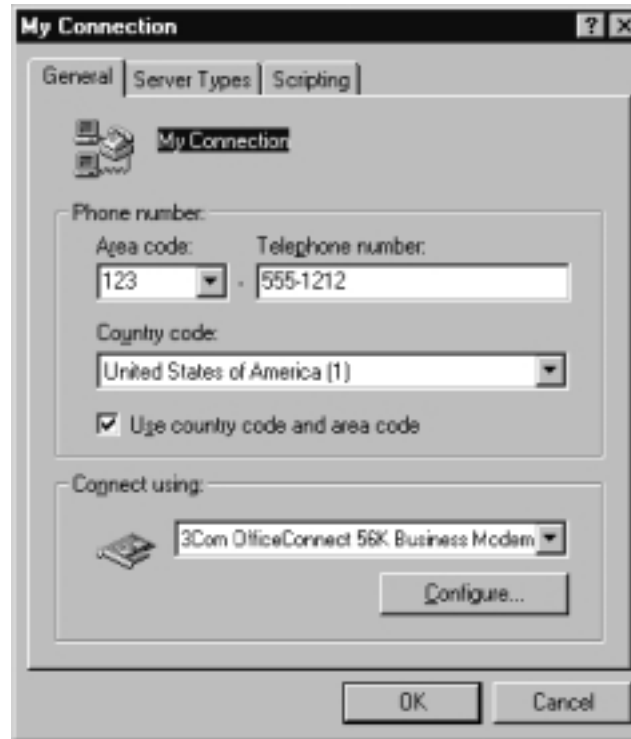 My Connection
General Server Types Scripting
My Connection
Phone number:
Area code: Telephone number:
123 - 555-1212
Country code:
United States of America (1)
Use country code and area code
Connect using:
3Com OfficeConnect 56K Business Modem
Configure...
OK Cancel